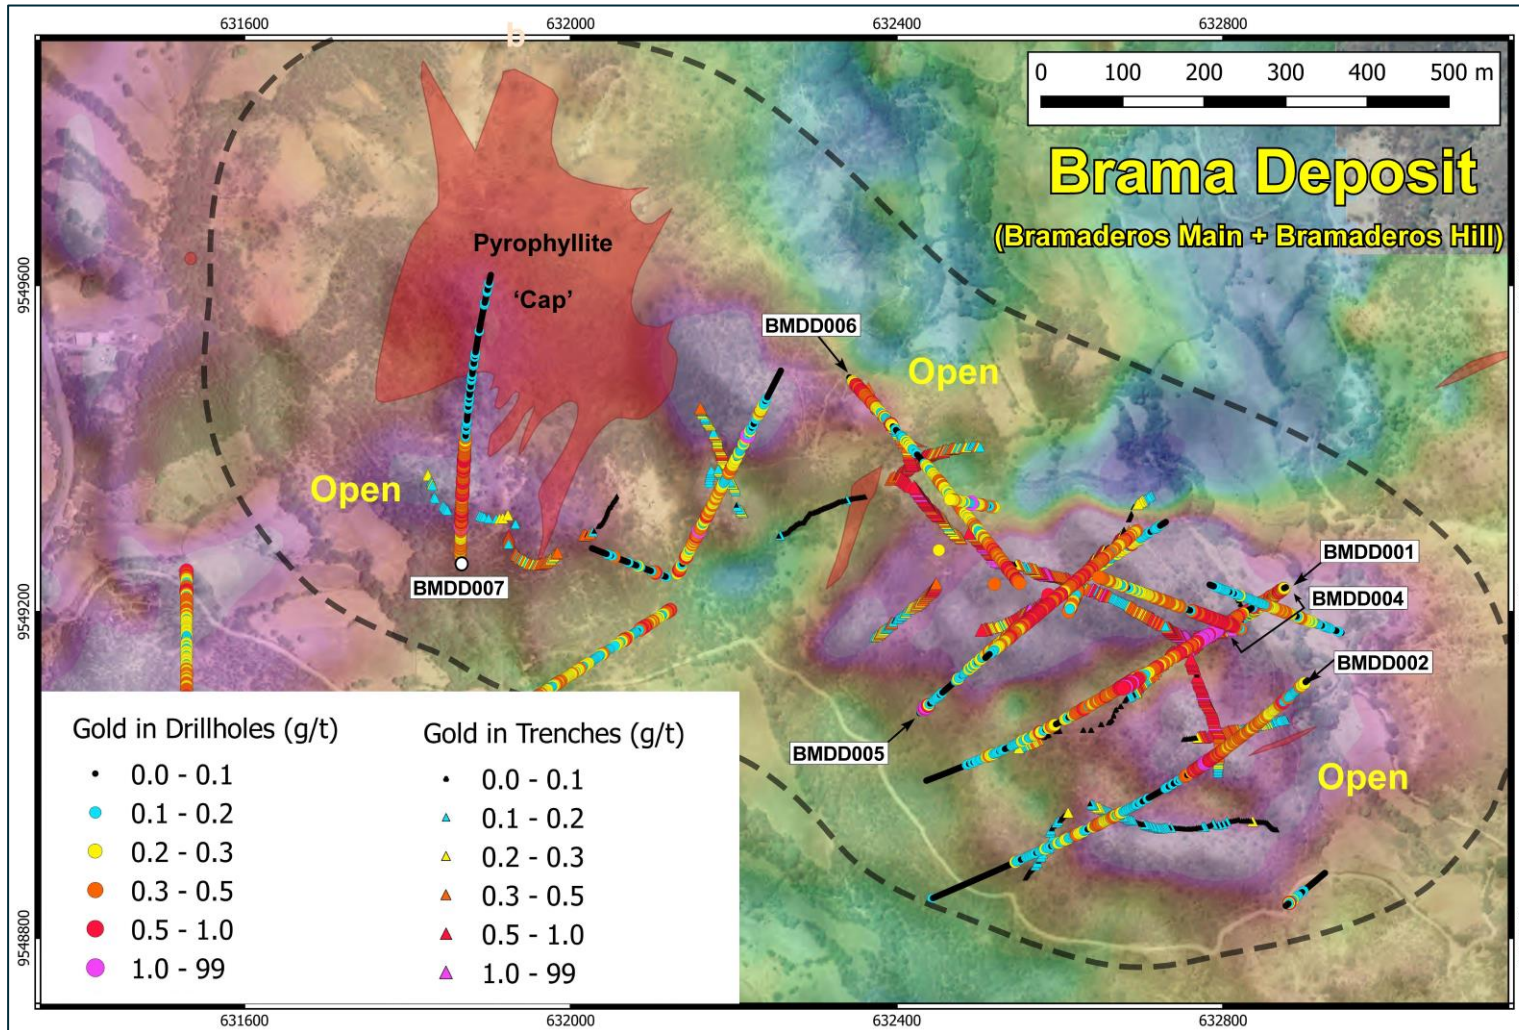 631600 632000 632400 632800
b
0 100 200 300 400 500 m
Brama Deposit
(Bramaderos Main + Bramaderos Hill)
Pyrophyllite
‘Cap’
9549600
BMDD006
Open
Open
BMDD007
BMDD001
BMDD004
9549200
BMDD002
BMDD005
Open
Gold in Drillholes (g/t)
0.0 - 0.1
0.1 - 0.2
0.2 - 0.3
0.3 - 0.5
0.5 - 1.0
1.0 - 99
Gold in Trenches (g/t)
0.0 - 0.1
0.1 - 0.2
0.2 - 0.3
0.3 - 0.5
0.5 - 1.0
1.0 - 99
9548800
631600 632000 632400 632800